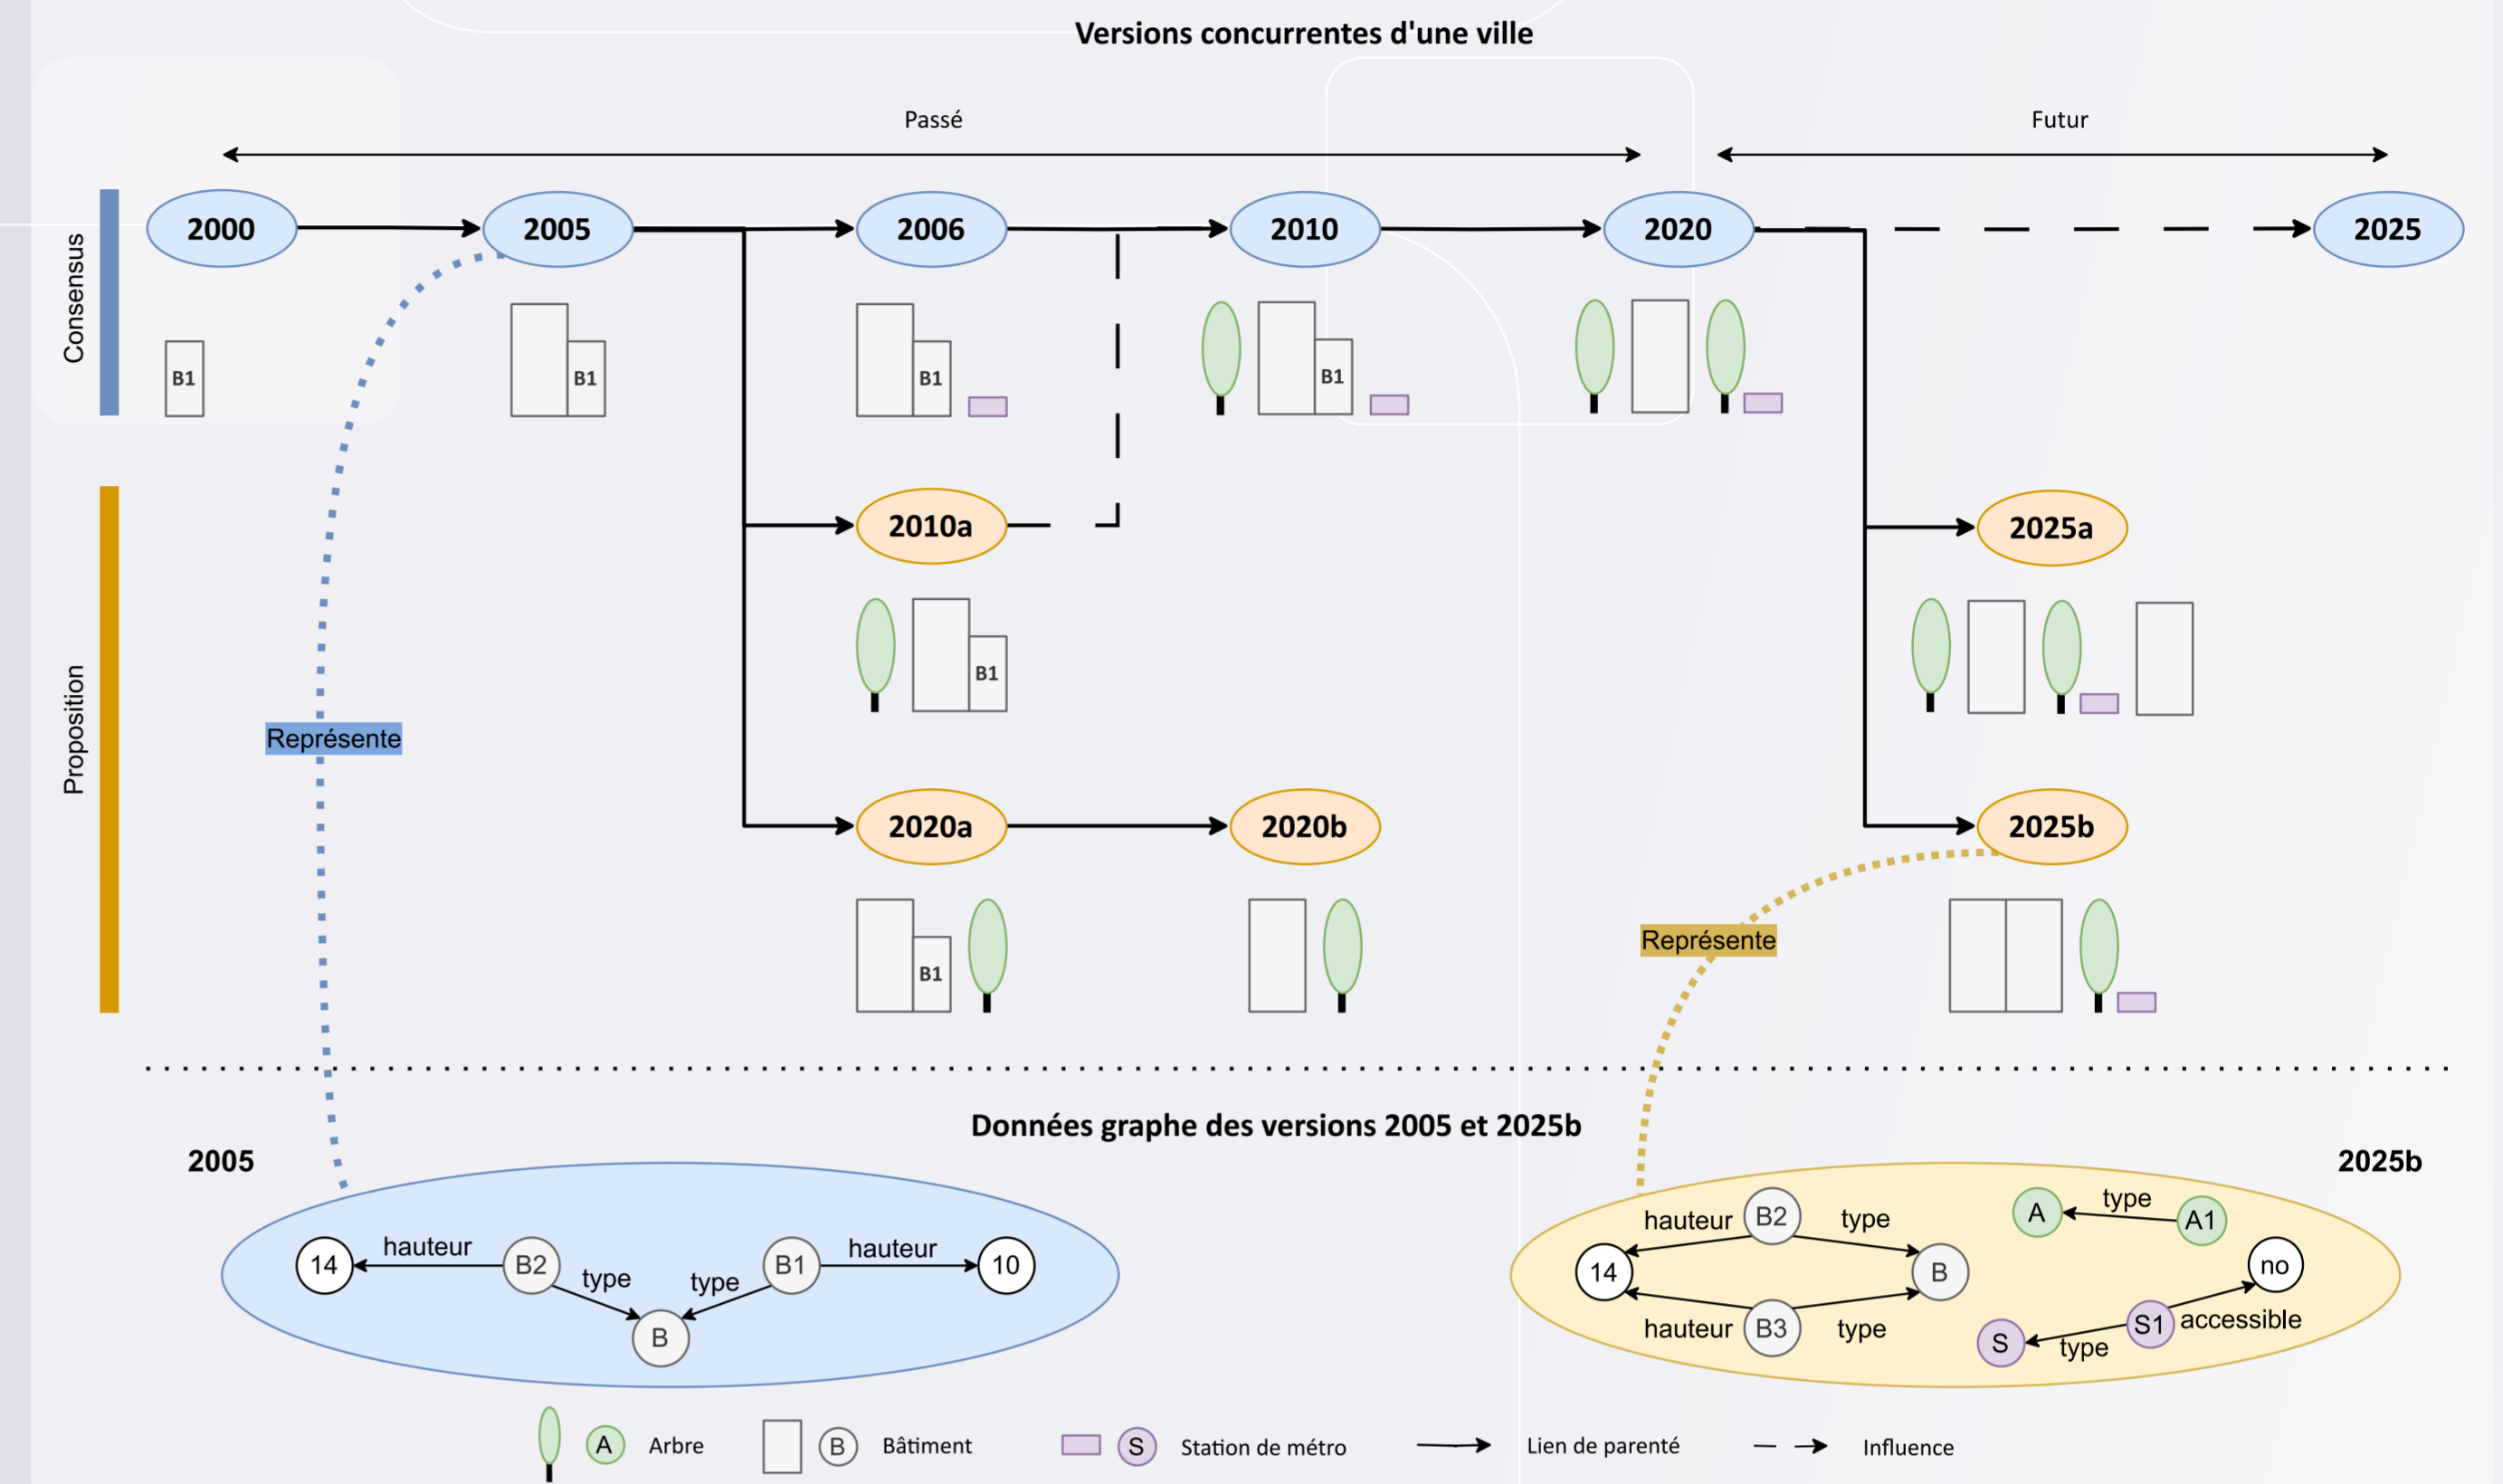 Versions concurrentes d'une ville
Passé
Futur
Consensus
2000
2005
2006
2010
2020
2025
B1
B1
B1
B1
Proposition
2010a
2025a
B1
Représente
2020a
2020b
2025b
B1
Représente
Données graphe des versions 2005 et 2025b
2005
2025b
14
hauteur
B2
type
type
B1
hauteur
10
B
hauteur
B2
type
A
type
A1
14
B
no
hauteur
B3
type
S
type
S1
accessible
A
Arbre
B
Bâtiment
S
Station de métro
Lien de parenté
Influence